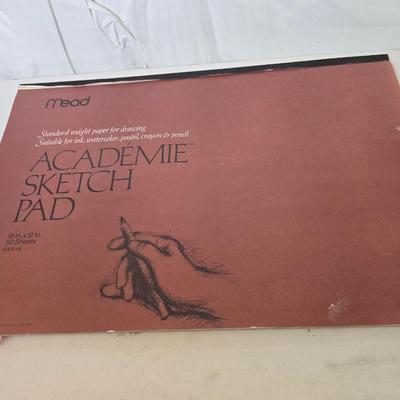 Mead
Standard weight paper for drawing
Suitable for ink, watercolor, pastel, crayon & pencil
ACADÉMIE™
SKETCH
PAD
18 in. x 12 in.
50 Sheets